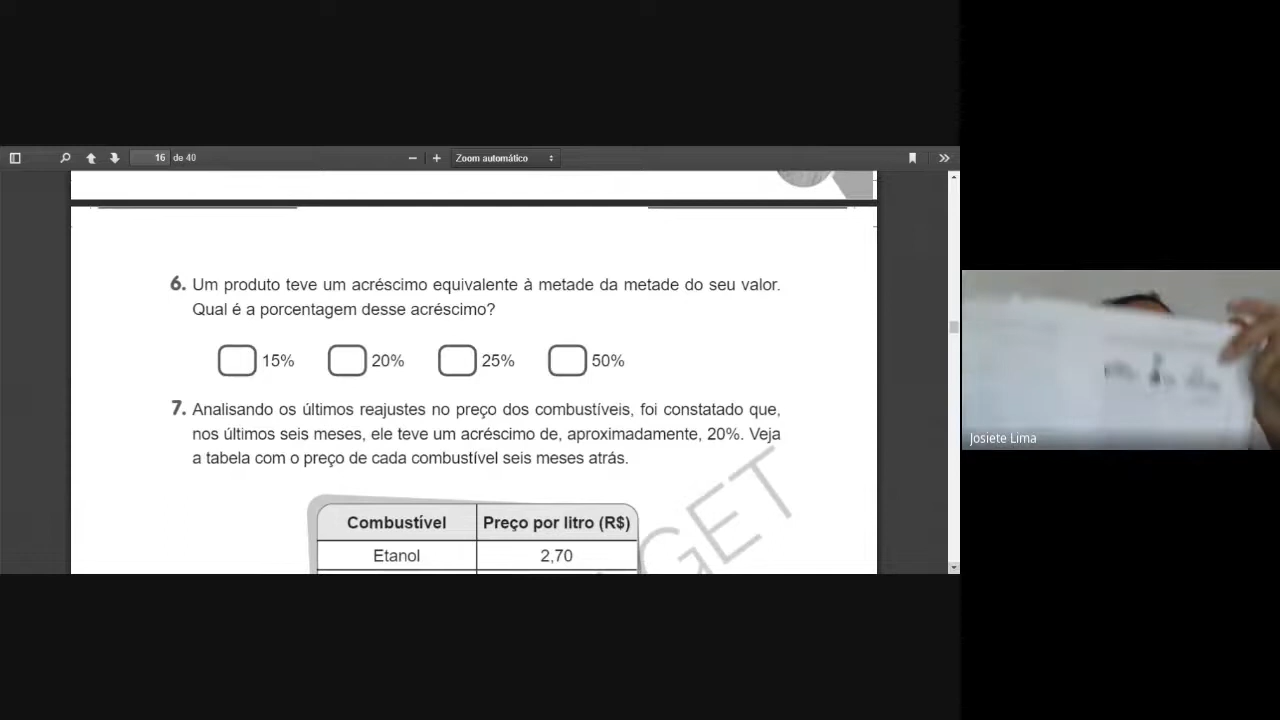 16 de 40
Zoom automático
6. Um produto teve um acréscimo equivalente à metade da metade do seu valor.
Qual é a porcentagem desse acréscimo?
15% 20% 25% 50%
7. Analisando os últimos reajustes no preço dos combustíveis, foi constatado que,
nos últimos seis meses, ele teve um acréscimo de, aproximadamente, 20%. Veja
a tabela com o preço de cada combustível seis meses atrás.
Combustível Preço por litro (R$)
Etanol 2,70
Josiete Lima